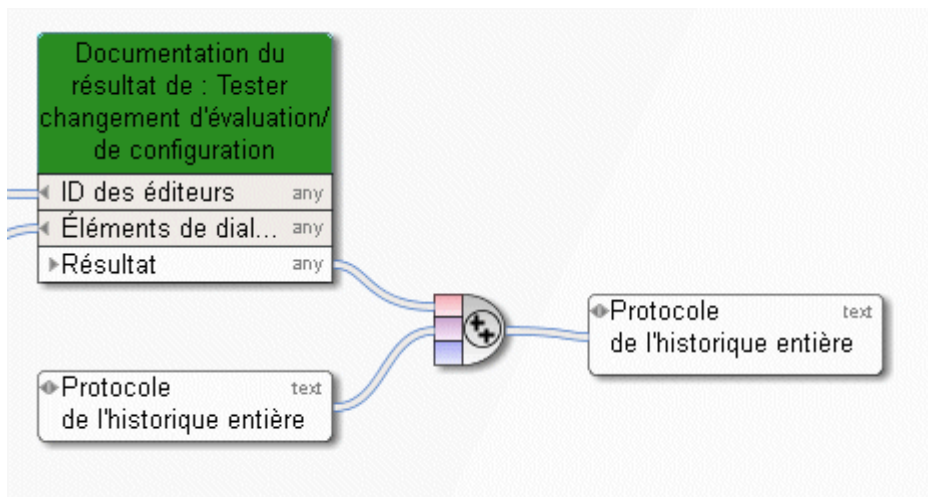 Documentation du
résultat de : Tester
changement d'évaluation/
de configuration
ID des éditeurs any
Éléments de dial... any
Résultat any
Protocole text
de l'historique entière
Protocole text
de l'historique entière